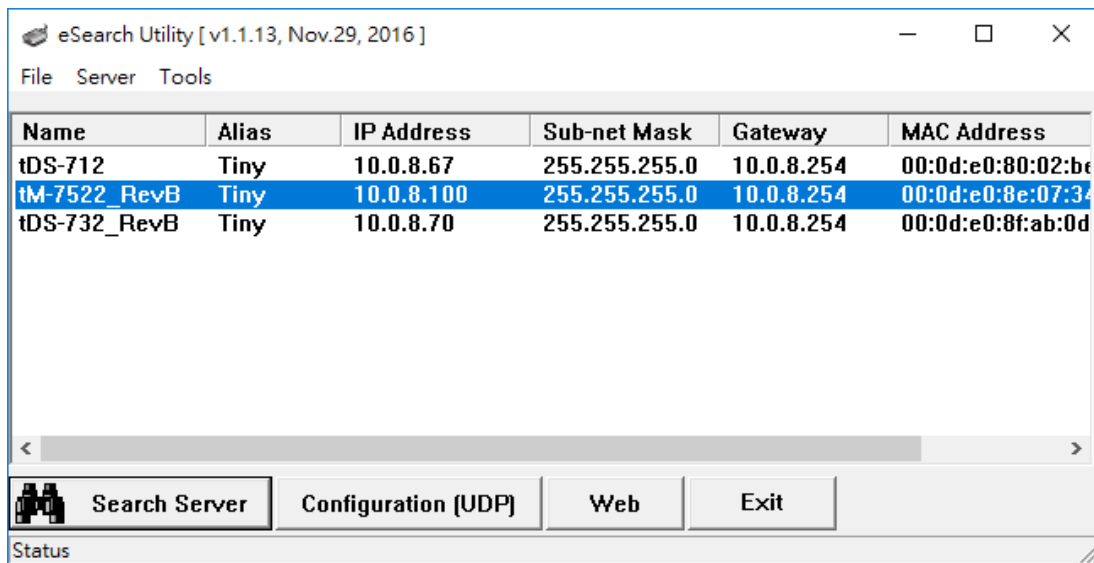 eSearch Utility [ v1.1.13, Nov.29, 2016 ]
File Server Tools
Name Alias IP Address Sub-net Mask Gateway MAC Address
tDS-712 Tiny 10.0.8.67 255.255.255.0 10.0.8.254 00:0d:e0:80:02:be
tM-7522_RevB Tiny 10.0.8.100 255.255.255.0 10.0.8.254 00:0d:e0:8e:07:34
tDS-732_RevB Tiny 10.0.8.70 255.255.255.0 10.0.8.254 00:0d:e0:8f:ab:0d
Search Server Configuration (UDP) Web Exit
Status